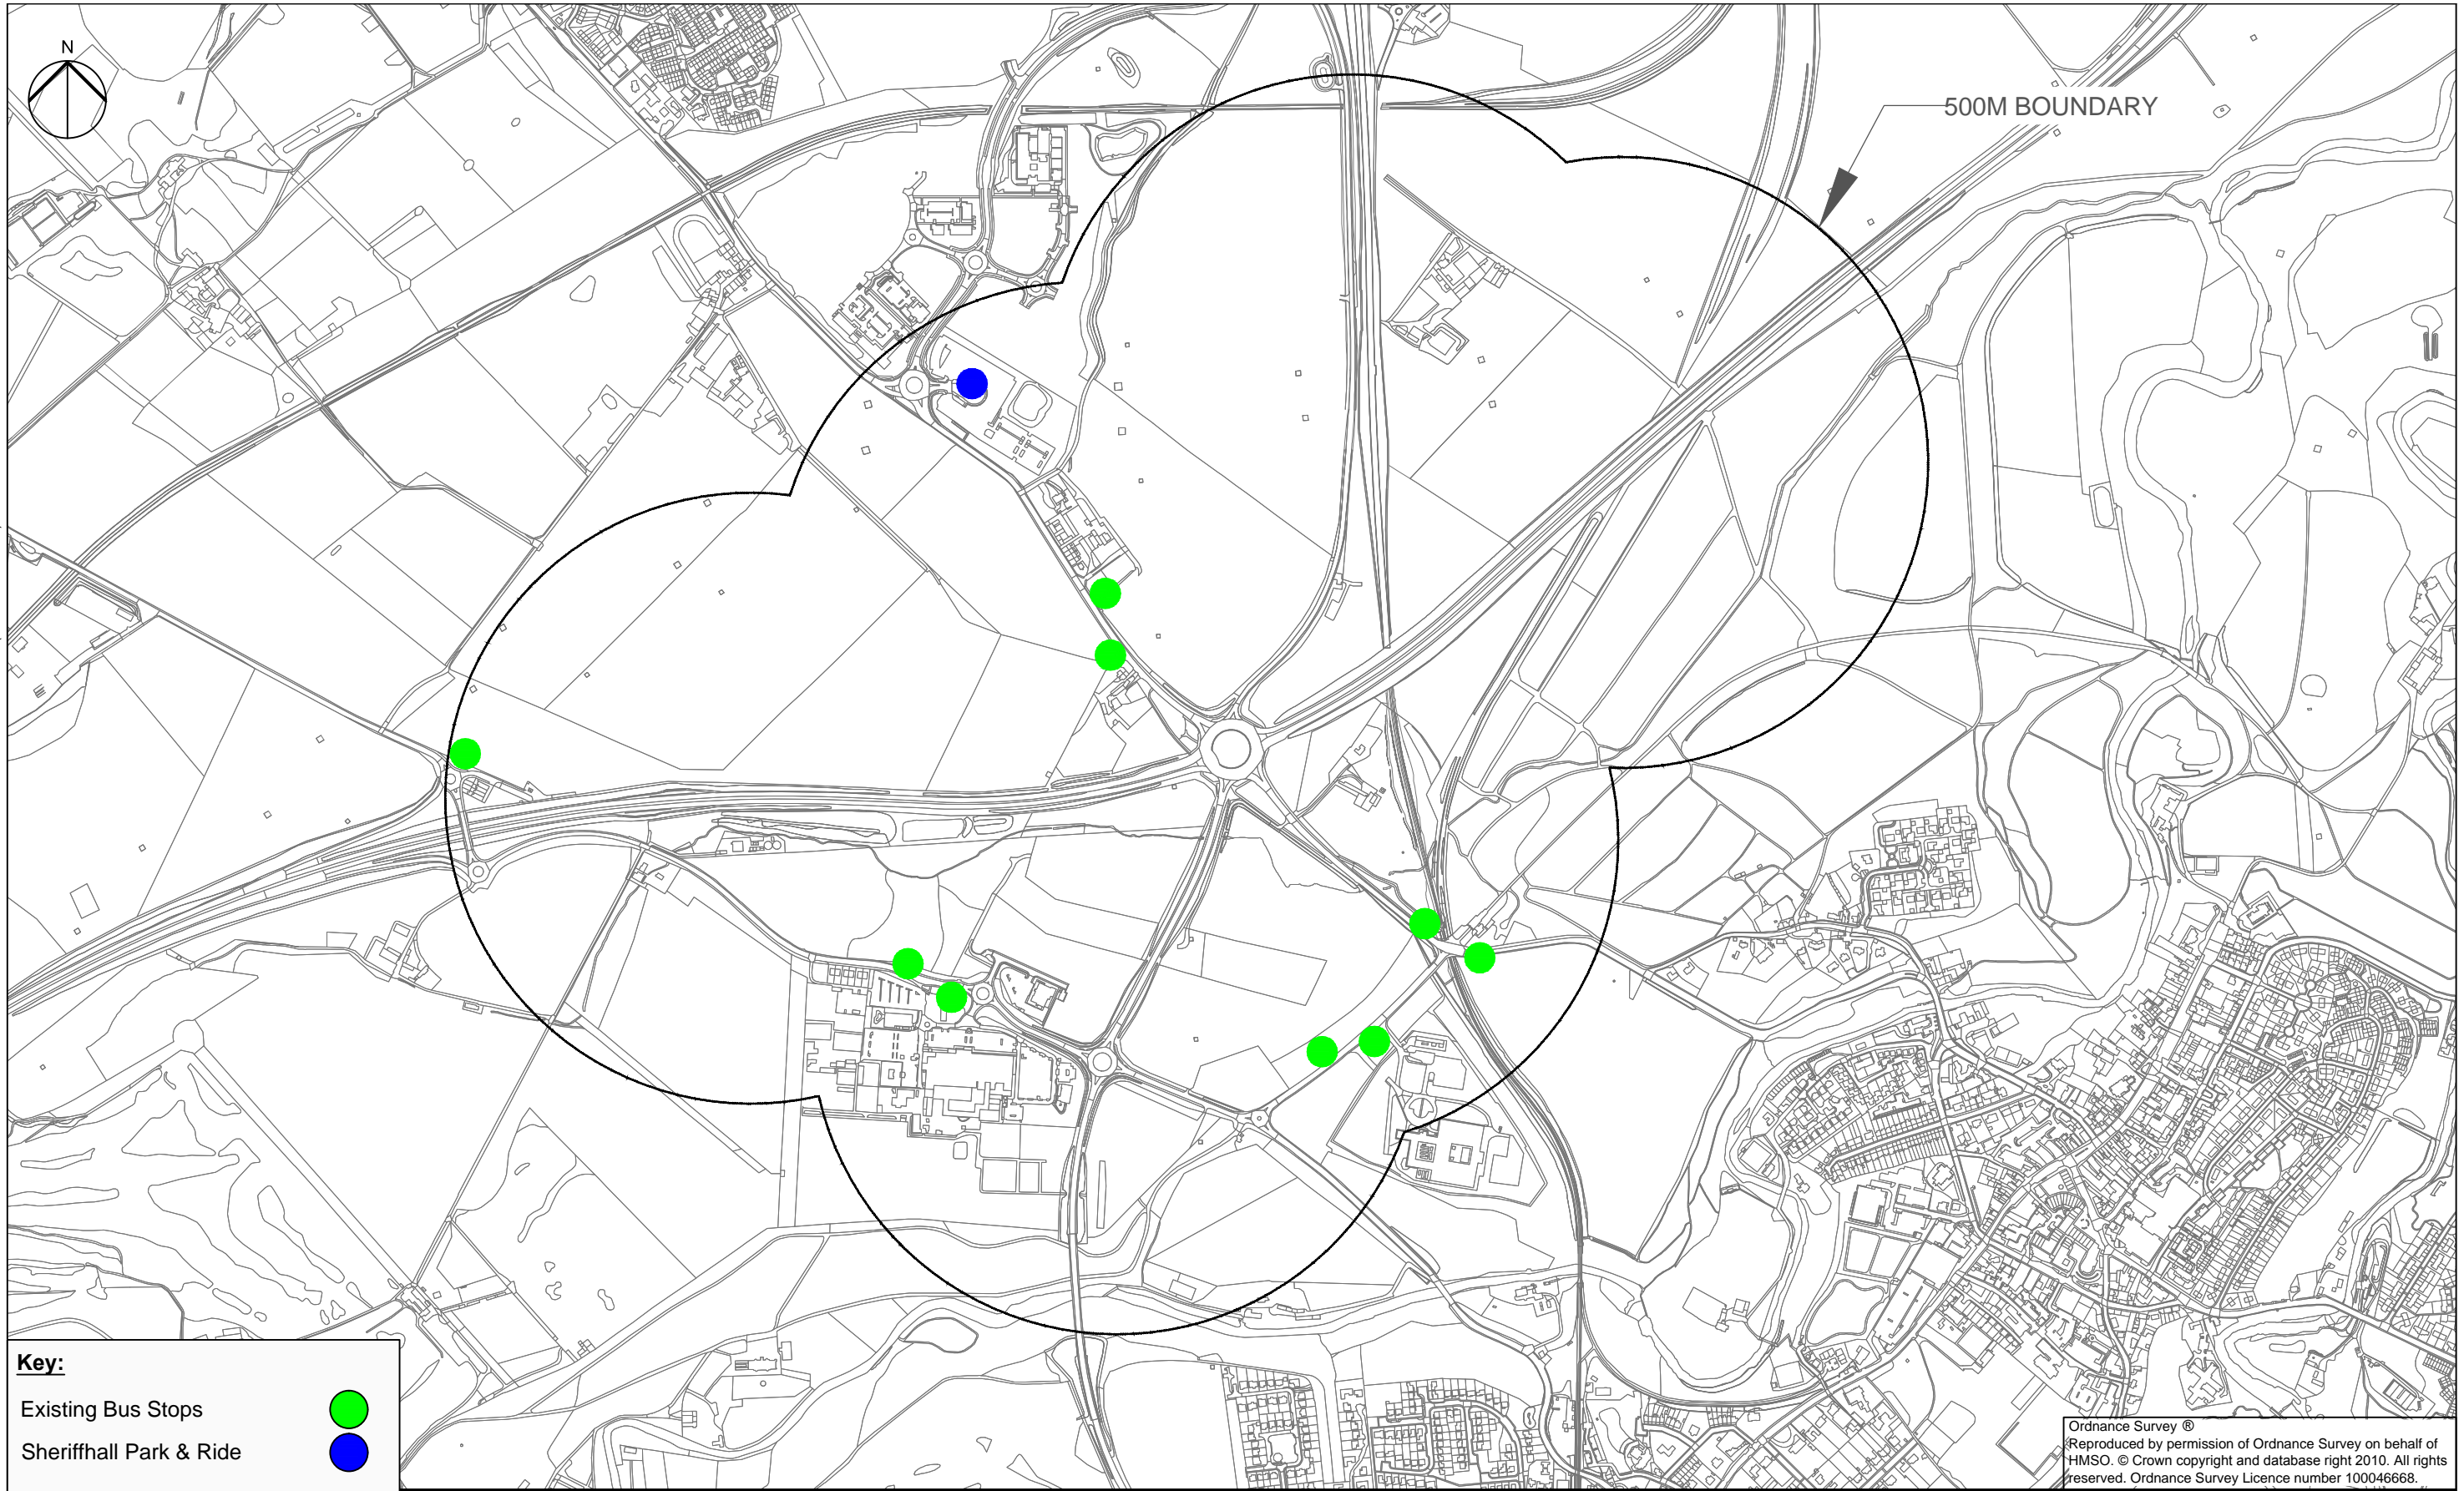 N
500M BOUNDARY
Key:
Existing Bus Stops
Sheriffhall Park & Ride
Ordnance Survey ®
Reproduced by permission of Ordnance Survey on behalf of
HMSO. © Crown copyright and database right 2010. All rights
reserved. Ordnance Survey Licence number 100046668.